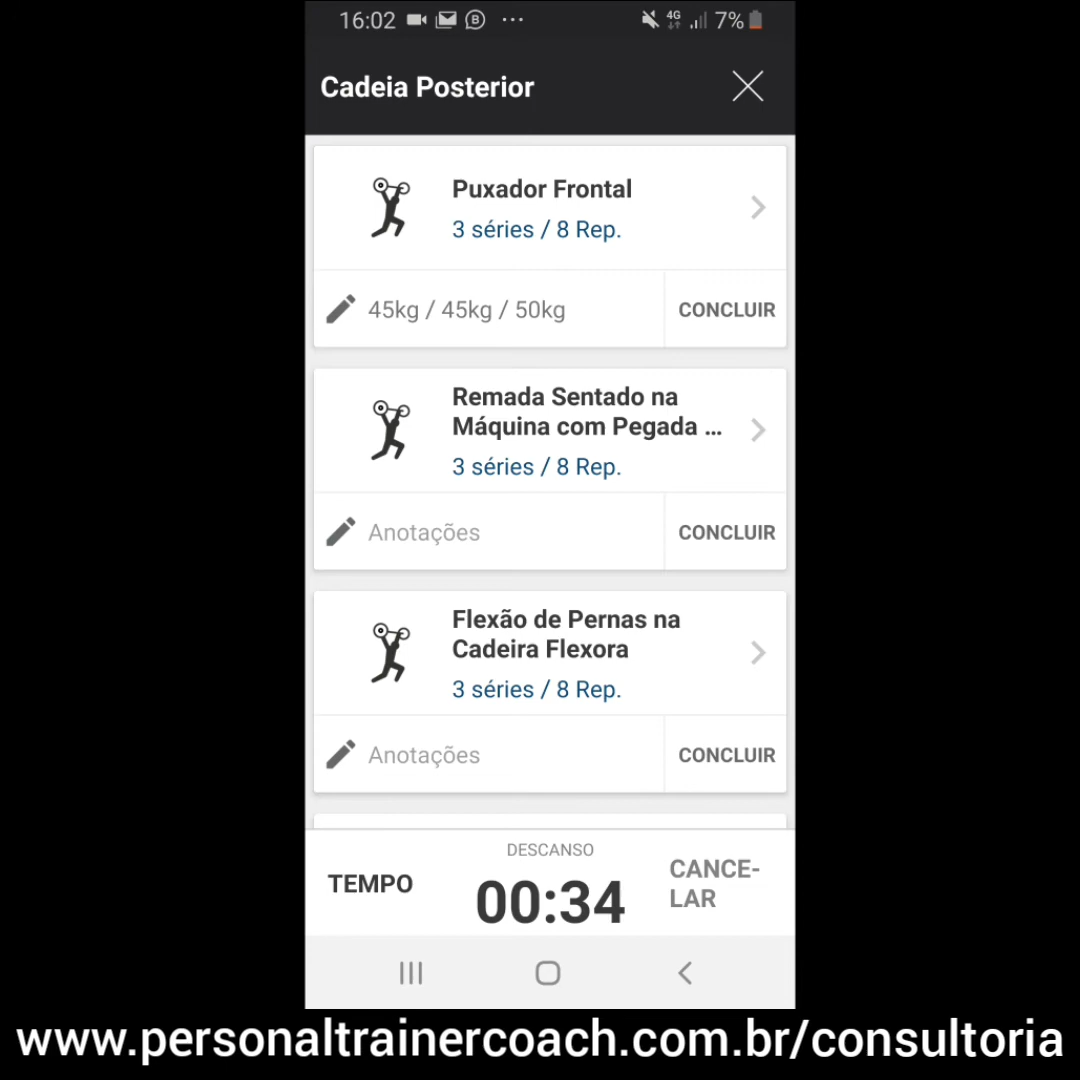 16:02 4G 7%
Cadeia Posterior
Puxador Frontal
3 séries / 8 Rep.
45kg / 45kg / 50kg CONCLUIR
Remada Sentado na
Máquina com Pegada ...
3 séries / 8 Rep.
Anotações CONCLUIR
Flexão de Pernas na
Cadeira Flexora
3 séries / 8 Rep.
Anotações CONCLUIR
DESCANSO
TEMPO 00:34 CANCE-
LAR
www.personaltrainercoach.com.br/consultoria